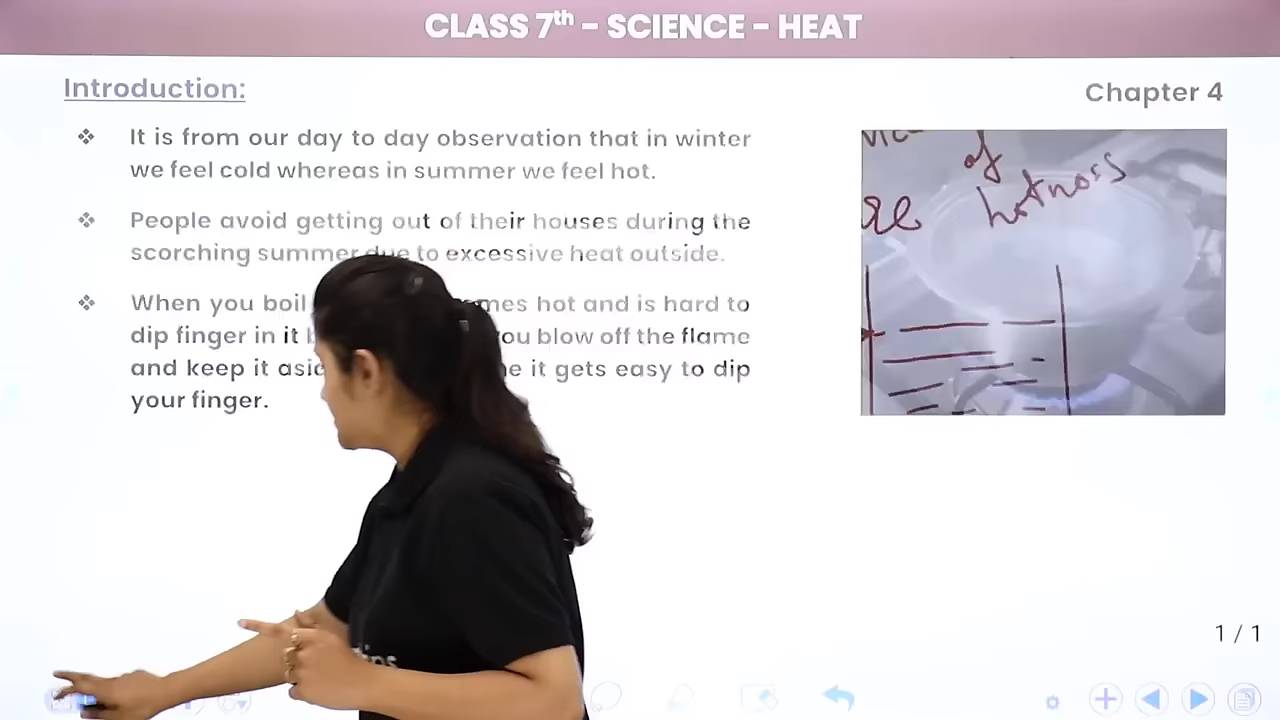 CLASS 7th - SCIENCE - HEAT
Introduction:
Chapter 4
❖ It is from our day to day observation that in winter
we feel cold whereas in summer we feel hot.
❖ People avoid getting out of their houses during the
scorching summer due to excessive heat outside.
❖ When you boil mes hot and is hard to
dip finger in it you blow off the flame
and keep it it gets easy to dip
your finger.
of
hotness
1 / 1